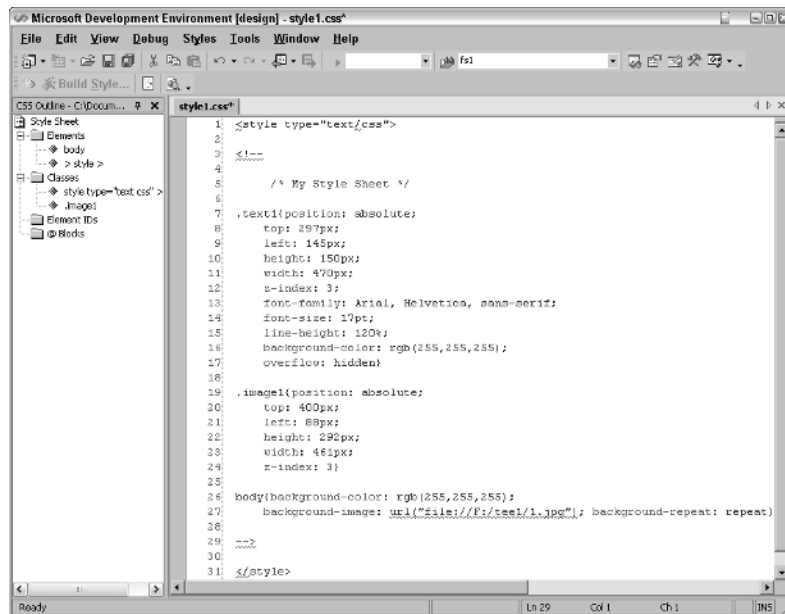 Microsoft Development Environment [design] - style1.css*
File Edit View Debug Styles Tools Window Help
fs1
Build Style...
CSS Outline - C:\Docum...
style1.css*
Style Sheet
Elements
body
> style >
Classes
style type="text css" >
.image1
Element IDs
@ Blocks
1 <style type="text/css">
2
3 <!--
4
5 /* My Style Sheet */
6
7 .text1{position: absolute;
8 top: 297px;
9 left: 145px;
10 height: 150px;
11 width: 470px;
12 z-index: 3;
13 font-family: Arial, Helvetica, sans-serif;
14 font-size: 17pt;
15 line-height: 120%;
16 background-color: rgb(255,255,255);
17 overflow: hidden}
18
19 .image1{position: absolute;
20 top: 400px;
21 left: 88px;
22 height: 292px;
23 width: 461px;
24 z-index: 3}
25
26 body{background-color: rgb(255,255,255);
27 background-image: url("file://F:/tee1/1.jpg"); background-repeat: repeat}
28
29 -->
30
31 </style>
Ready Ln 29 Col 1 Ch 1 INS